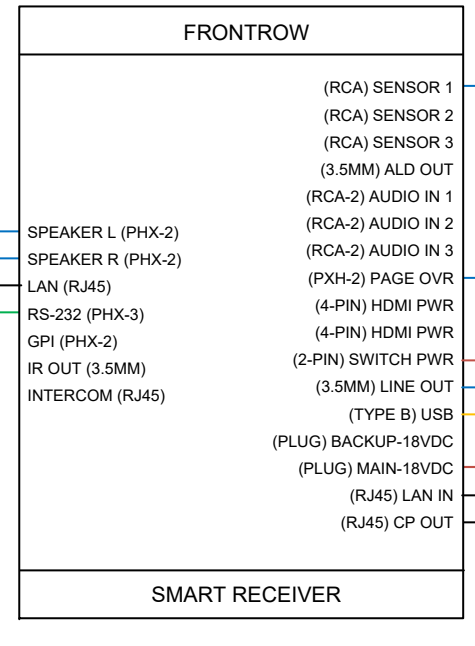 FRONTROW
(RCA) SENSOR 1
(RCA) SENSOR 2
(RCA) SENSOR 3
(3.5MM) ALD OUT
(RCA-2) AUDIO IN 1
(RCA-2) AUDIO IN 2
(RCA-2) AUDIO IN 3
(PXH-2) PAGE OVR
(4-PIN) HDMI PWR
(4-PIN) HDMI PWR
(2-PIN) SWITCH PWR
(3.5MM) LINE OUT
(TYPE B) USB
(PLUG) BACKUP-18VDC
(PLUG) MAIN-18VDC
(RJ45) LAN IN
(RJ45) CP OUT
SPEAKER L (PHX-2)
SPEAKER R (PHX-2)
LAN (RJ45)
RS-232 (PHX-3)
GPI (PHX-2)
IR OUT (3.5MM)
INTERCOM (RJ45)
SMART RECEIVER